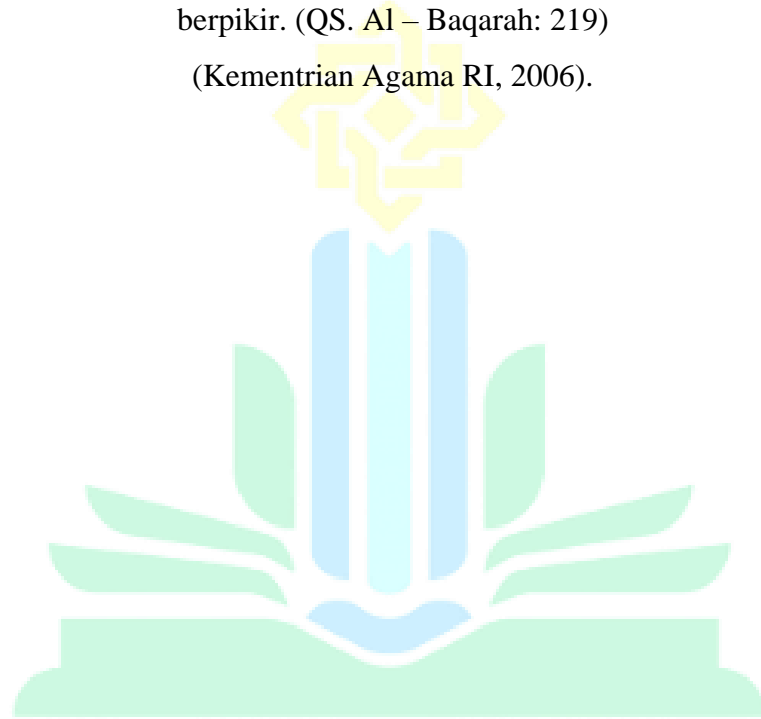 berpikir. (QS. Al – Baqarah: 219)
(Kementrian Agama RI, 2006).